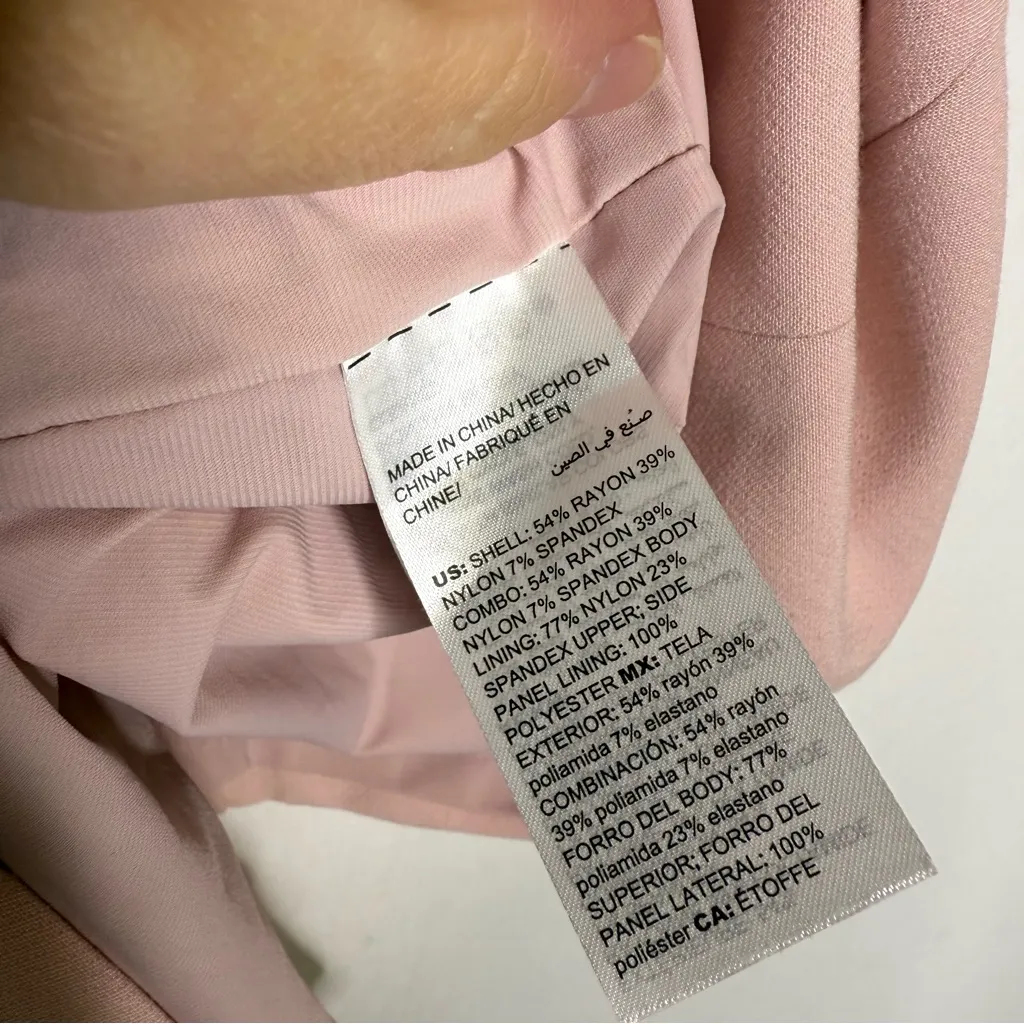 MADE IN CHINA/ HECHO EN
CHINA/ FABRIQUÉ EN
CHINE/ صنع في الصين
US: SHELL: 54% RAYON 39%
NYLON 7% SPANDEX
COMBO: 54% RAYON 39%
NYLON 7% SPANDEX BODY
LINING: 77% NYLON 23%
SPANDEX UPPER; SIDE
PANEL LINING: 100%
POLYESTER MX: TELA
EXTERIOR: 54% rayón 39%
poliamida 7% elastano
COMBINACIÓN: 54% rayón
39% poliamida 7% elastano
FORRO DEL BODY: 77%
poliamida 23% elastano
SUPERIOR; FORRO DEL
PANEL LATERAL: 100%
poliéster CA: ÉTOFFE